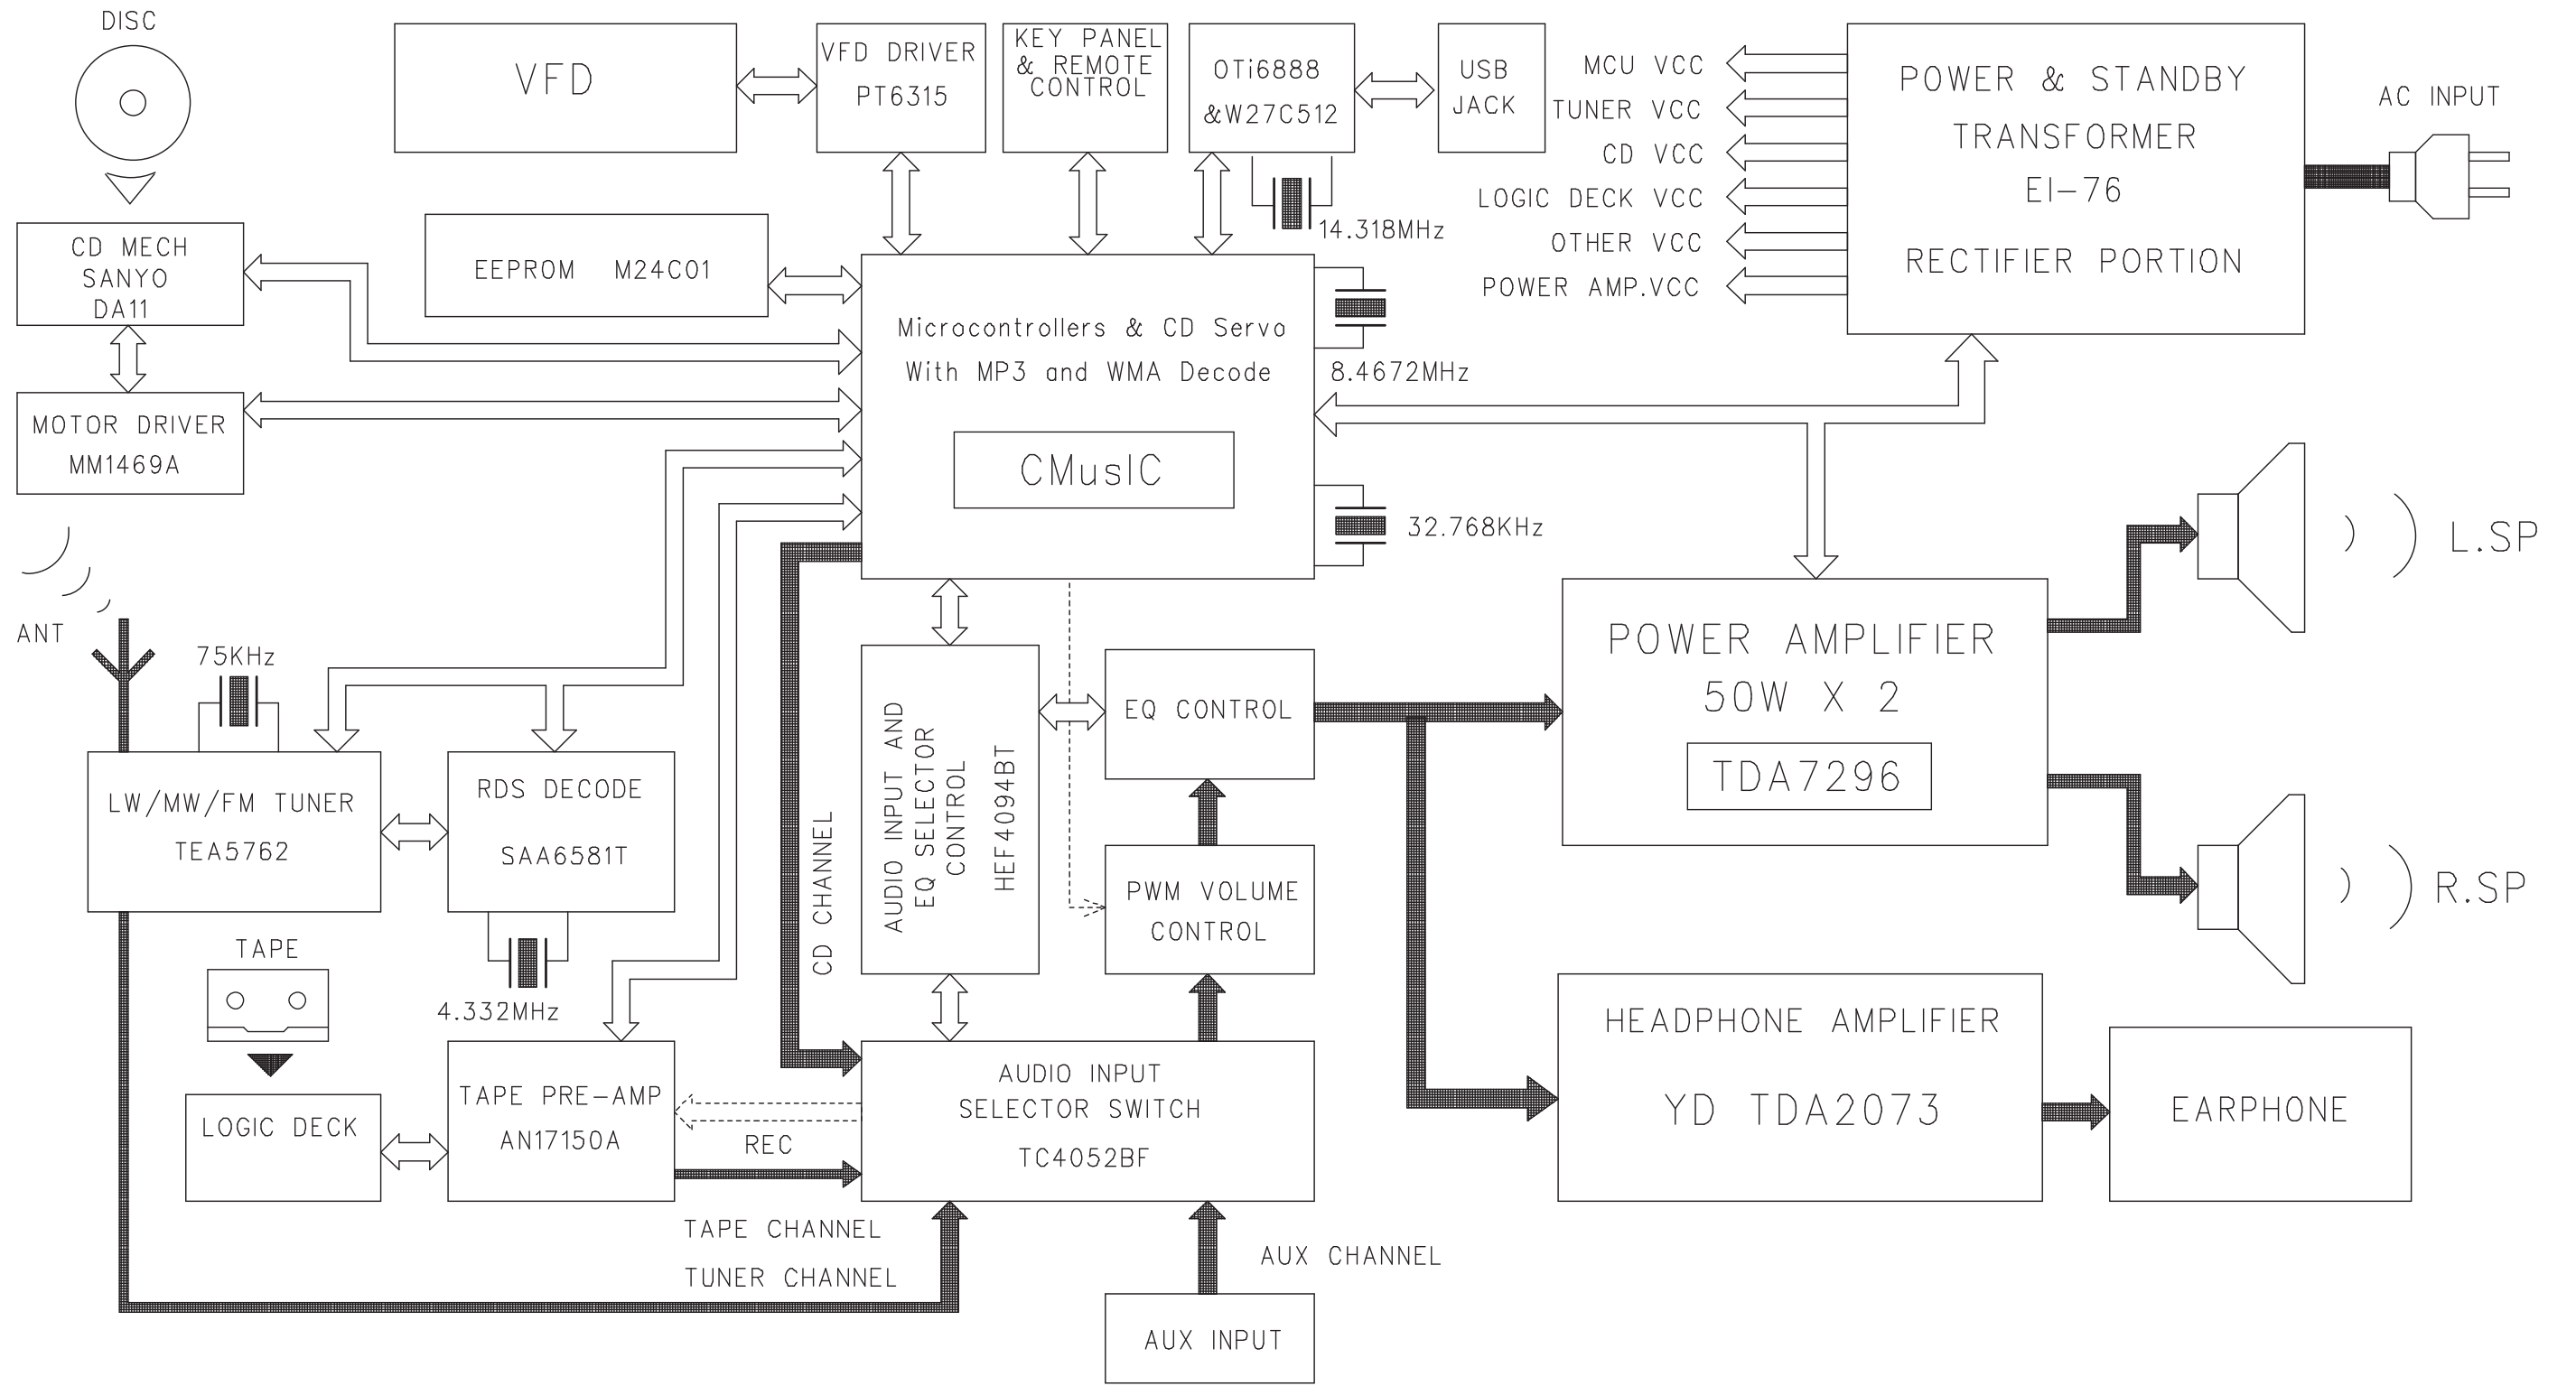 DISC
VFD
VFD DRIVER
PT6315
KEY PANEL
& REMOTE
CONTROL
OTi6888
&W27C512
USB
JACK
14.318MHz
MCU VCC
TUNER VCC
CD VCC
LOGIC DECK VCC
OTHER VCC
POWER AMP.VCC
POWER & STANDBY
TRANSFORMER
EI-76
RECTIFIER PORTION
AC INPUT
CD MECH
SANYO
DA11
EEPROM M24C01
MOTOR DRIVER
MM1469A
Microcontrollers & CD Servo
With MP3 and WMA Decode
CMusIC
8.4672MHz
32.768KHz
ANT
75KHz
LW/MW/FM TUNER
TEA5762
RDS DECODE
SAA6581T
4.332MHz
CD CHANNEL
AUDIO INPUT AND
EQ SELECTOR
CONTROL
HEF4094BT
EQ CONTROL
PWM VOLUME
CONTROL
POWER AMPLIFIER
50W X 2
TDA7296
L.SP
R.SP
TAPE
LOGIC DECK
TAPE PRE-AMP
AN17150A
REC
AUDIO INPUT
SELECTOR SWITCH
TC4052BF
TAPE CHANNEL
TUNER CHANNEL
AUX CHANNEL
AUX INPUT
HEADPHONE AMPLIFIER
YD TDA2073
EARPHONE